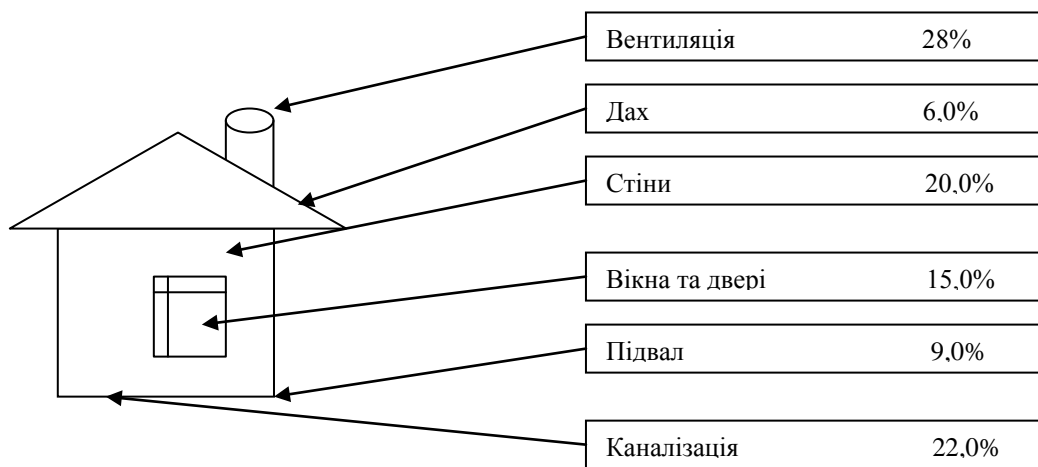 Вентиляція 28%
Дах 6,0%
Стіни 20,0%
Вікна та двері 15,0%
Підвал 9,0%
Каналізація 22,0%